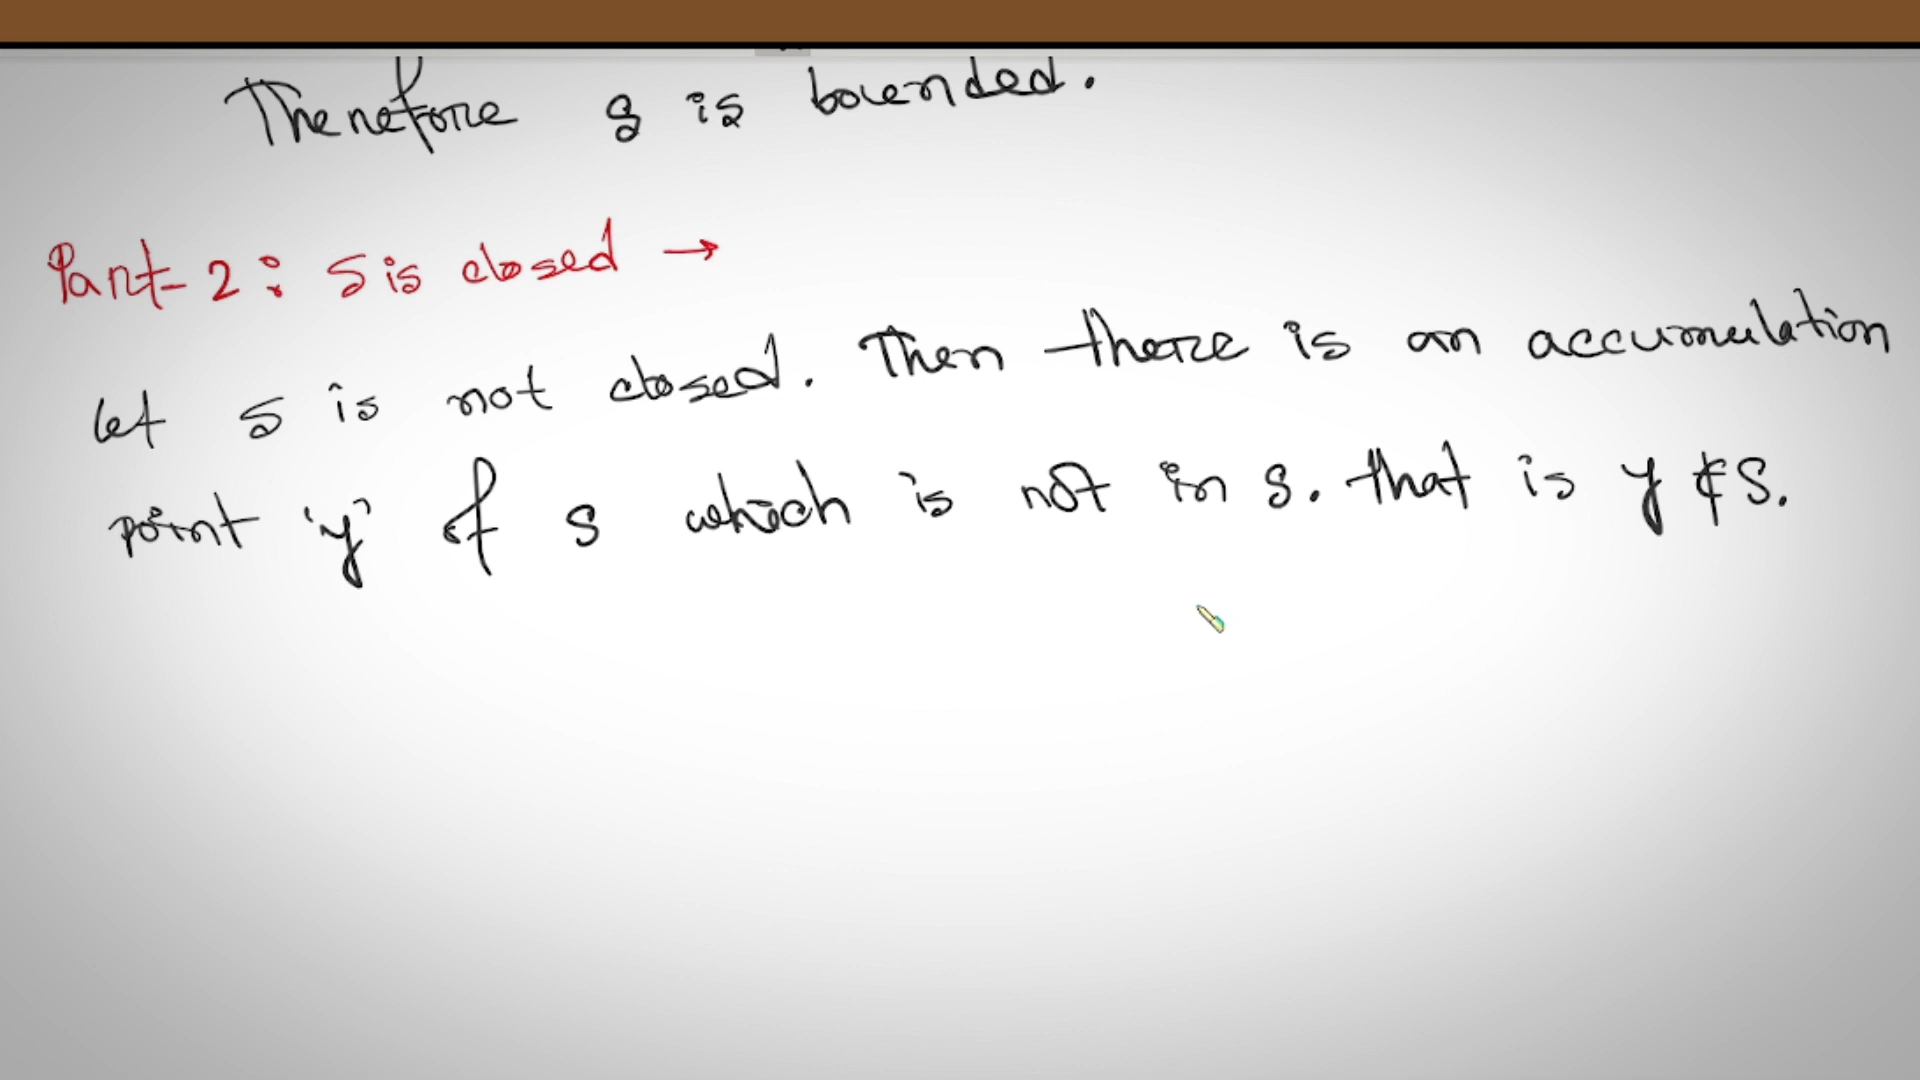 Therefore S is bounded.
Part-2: S is closed →
let S is not closed. Then there is an accumulation
point 'y' of S which is not in S. that is y ∉ S.